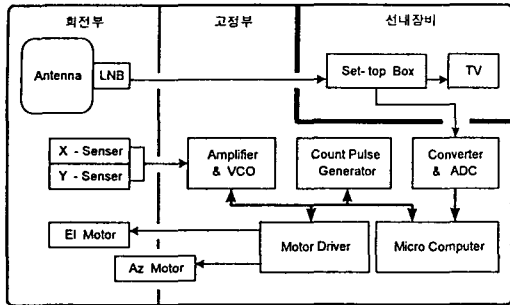 회전부 고정부 선내장비
Antenna LNB Set-top Box TV
X - Senser
Y - Senser
Amplifier
& VCO
Count Pulse
Generator
Converter
& ADC
El Motor
Motor Driver
Micro Computer
Az Motor